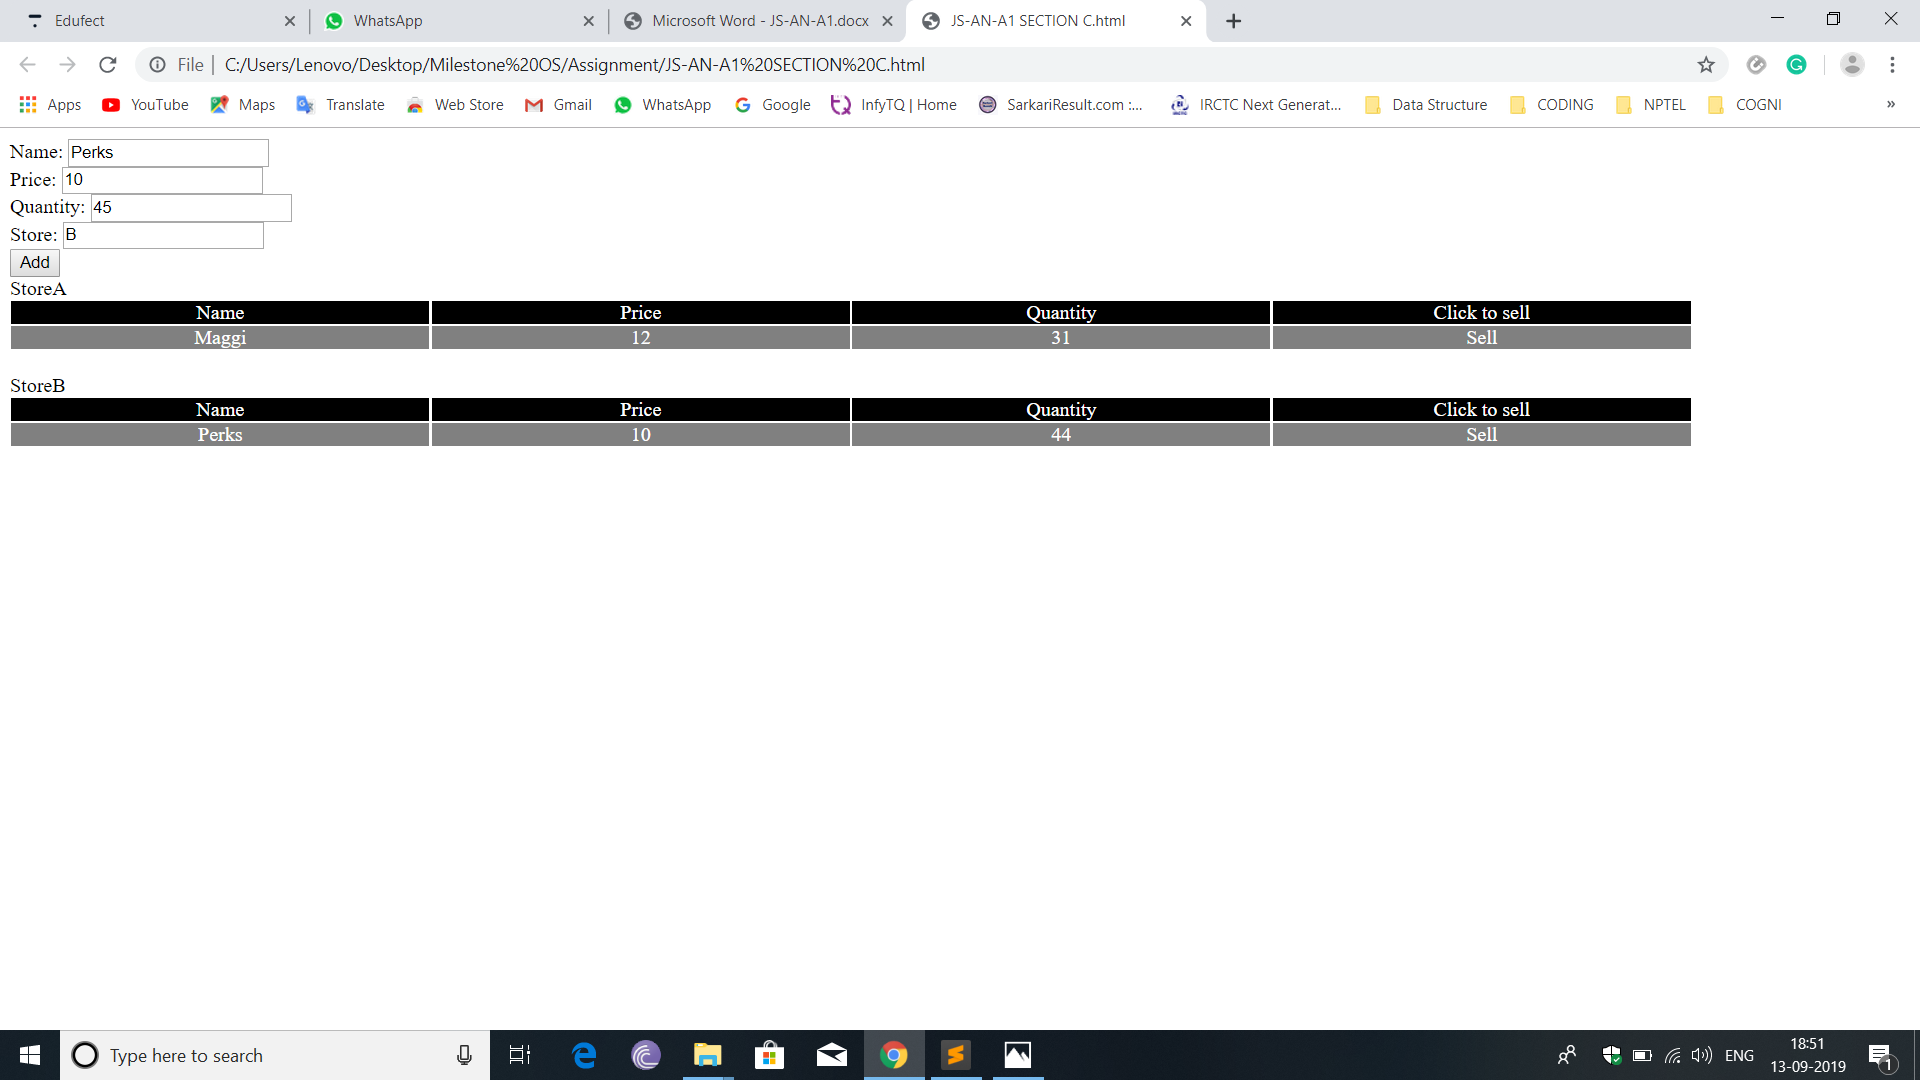 Edufect WhatsApp Microsoft Word - JS-AN-A1.docx JS-AN-A1 SECTION C.html
File C:/Users/Lenovo/Desktop/Milestone%20OS/Assignment/JS-AN-A1%20SECTION%20C.html
Apps YouTube Maps Translate Web Store Gmail WhatsApp Google InfyTQ | Home SarkariResult.com :... IRCTC Next Generat... Data Structure CODING NPTEL COGNI »
Name: Perks
Price: 10
Quantity: 45
Store: B
Add
StoreA
Name Price Quantity Click to sell
Maggi 12 31 Sell
StoreB
Name Price Quantity Click to sell
Perks 10 44 Sell
Type here to search ENG 18:51
13-09-2019 1